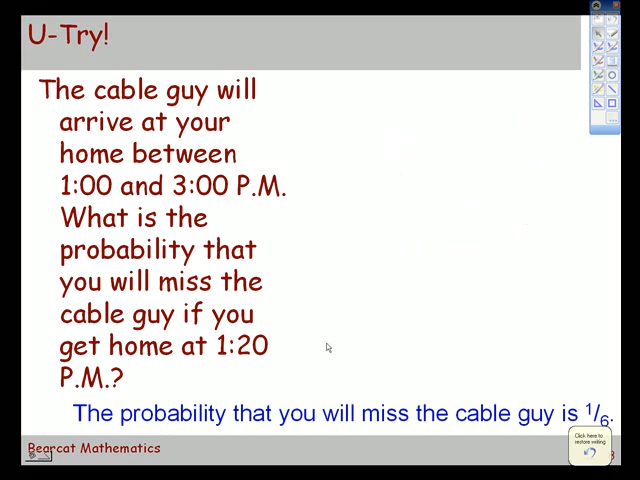 U-Try!
The cable guy will
arrive at your
home between
1:00 and 3:00 P.M.
What is the
probability that
you will miss the
cable guy if you
get home at 1:20
P.M.?
The probability that you will miss the cable guy is 1/6.
Click here to
restore writing
Bearcat Mathematics
3